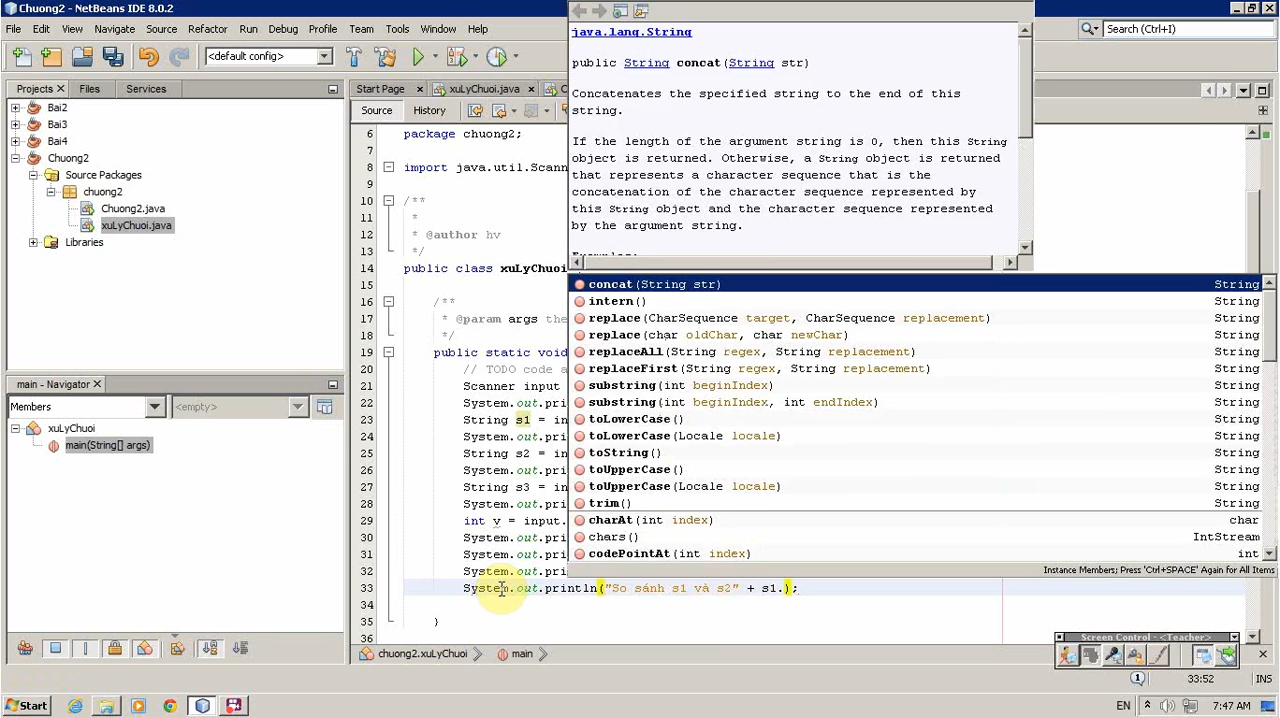 Chuong2 - NetBeans IDE 8.0.2
File Edit View Navigate Source Refactor Run Debug Profile Team Tools Window Help
Search (Ctrl+I)
<default config>
Projects
Files
Services
Bai2
Bai3
Bai4
Chuong2
Source Packages
chuong2
Chuong2.java
xuLyChuoi.java
Libraries
main - Navigator
Members
<empty>
xuLyChuoi
main(String[] args)
Start Page
xuLyChuoi.java
Source
History
6 package chuong2;
7
8 import java.util.Scann
9
10 /**
11 *
12 * @author hv
13 */
14 public class xuLyChuoi
15
16 /**
17 * @param args the
18 */
19 public static void
20 // TODO code a
21 Scanner input
22 System.out.pri
23 String s1 = in
24 System.out.pri
25 String s2 = in
26 System.out.pri
27 String s3 = in
28 System.out.pri
29 int v = input.
30 System.out.pri
31 System.out.pri
32 System.out.pri
33 System.out.println("So sánh s1 và s2" + s1.);
34
35 }
36
java.lang.String
public String concat(String str)
Concatenates the specified string to the end of this
string.
If the length of the argument string is 0, then this String
object is returned. Otherwise, a String object is returned
that represents a character sequence that is the
concatenation of the character sequence represented by
this String object and the character sequence represented
by the argument string.
concat(String str) String
intern() String
replace(CharSequence target, CharSequence replacement) String
replace(char oldChar, char newChar) String
replaceAll(String regex, String replacement) String
replaceFirst(String regex, String replacement) String
substring(int beginIndex) String
substring(int beginIndex, int endIndex) String
toLowerCase() String
toLowerCase(Locale locale) String
toString() String
toUpperCase() String
toUpperCase(Locale locale) String
trim() String
charAt(int index) char
chars() IntStream
codePointAt(int index) int
Instance Members; Press 'Ctrl+SPACE' Again for All Items
Screen Control - <Teacher>
chuong2.xuLyChuoi
main
1
33:52
INS
Start
EN
7:47 AM